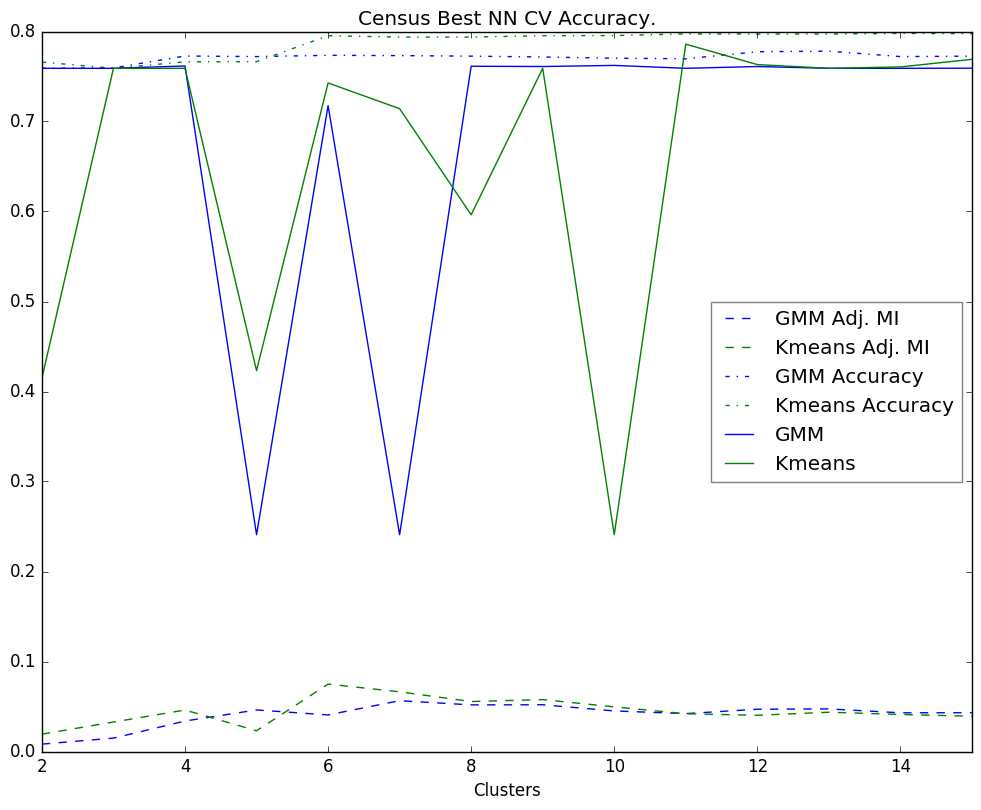 Census Best NN CV Accuracy.
0.8
0.7
0.6
0.5
0.4
0.3
0.2
0.1
0.0
GMM Adj. MI
Kmeans Adj. MI
GMM Accuracy
Kmeans Accuracy
GMM
Kmeans
2 4 6 8 10 12 14
Clusters